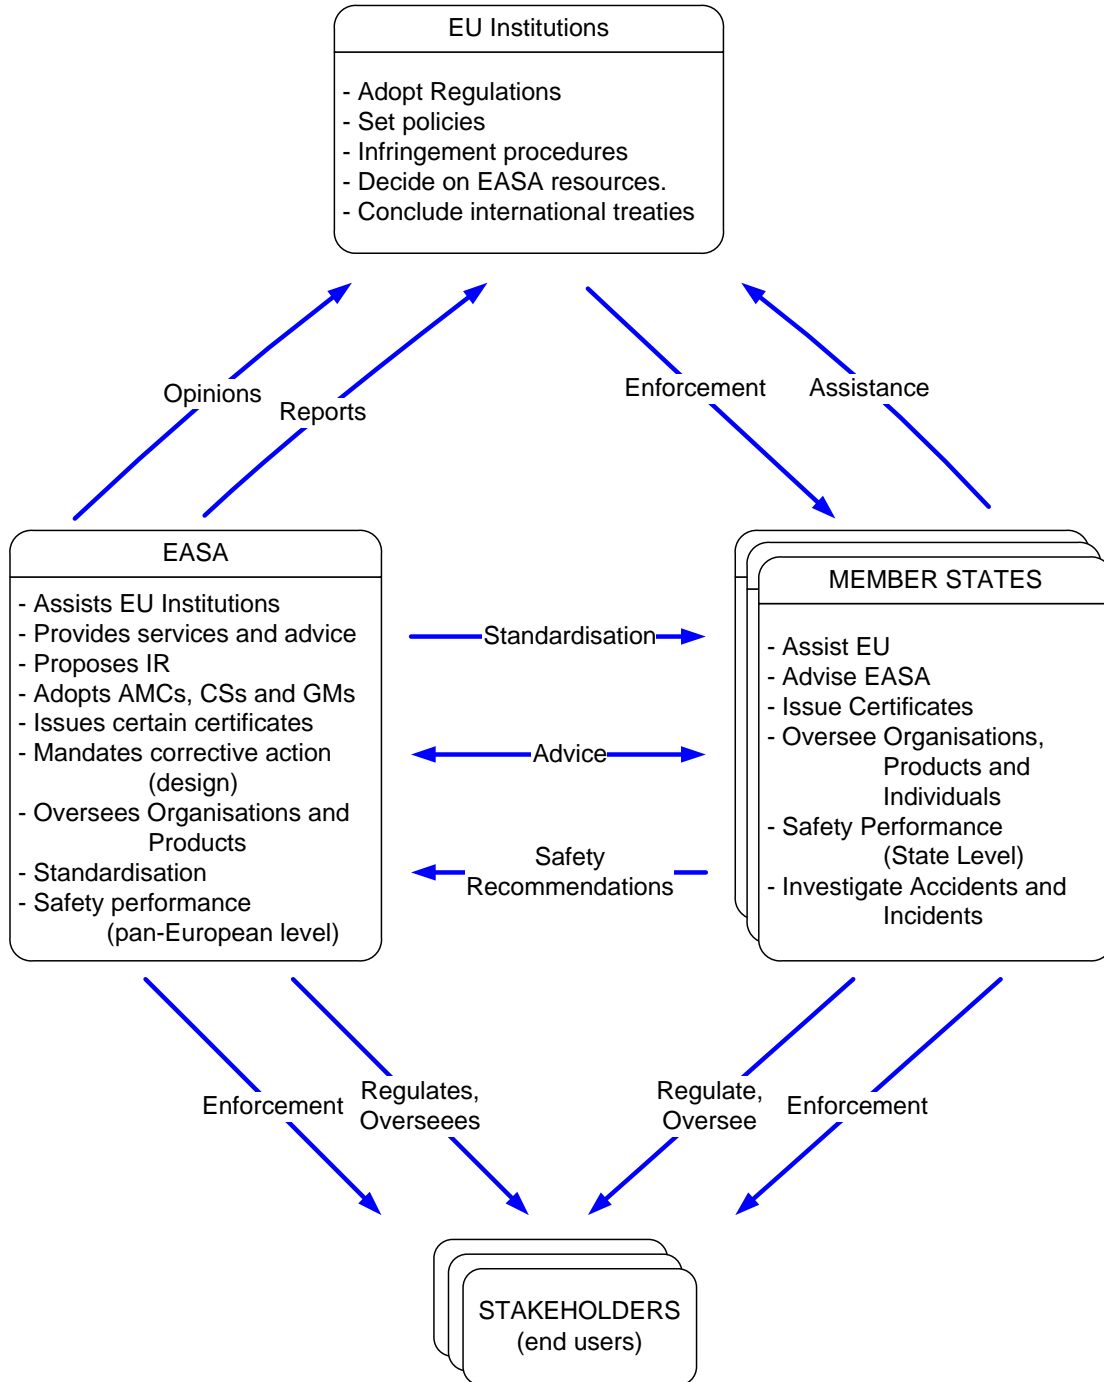 EU Institutions
- Adopt Regulations
- Set policies
- Infringement procedures
- Decide on EASA resources.
- Conclude international treaties
Opinions
Reports
Enforcement
Assistance
EASA
- Assists EU Institutions
- Provides services and advice
- Proposes IR
- Adopts AMCs, CSs and GMs
- Issues certain certificates
- Mandates corrective action
(design)
- Oversees Organisations and
Products
- Standardisation
- Safety performance
(pan-European level)
Standardisation
Advice
Safety
Recommendations
MEMBER STATES
- Assist EU
- Advise EASA
- Issue Certificates
- Oversee Organisations,
Products and
Individuals
- Safety Performance
(State Level)
- Investigate Accidents and
Incidents
Enforcement
Regulates,
Overseees
Regulate,
Oversee
Enforcement
STAKEHOLDERS
(end users)